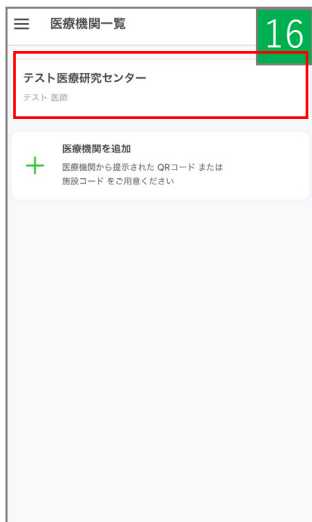 医療機関一覧
16
テスト医療研究センター
テスト 医師
医療機関を追加
医療機関から提示された QRコード または
施設コード をご用意ください